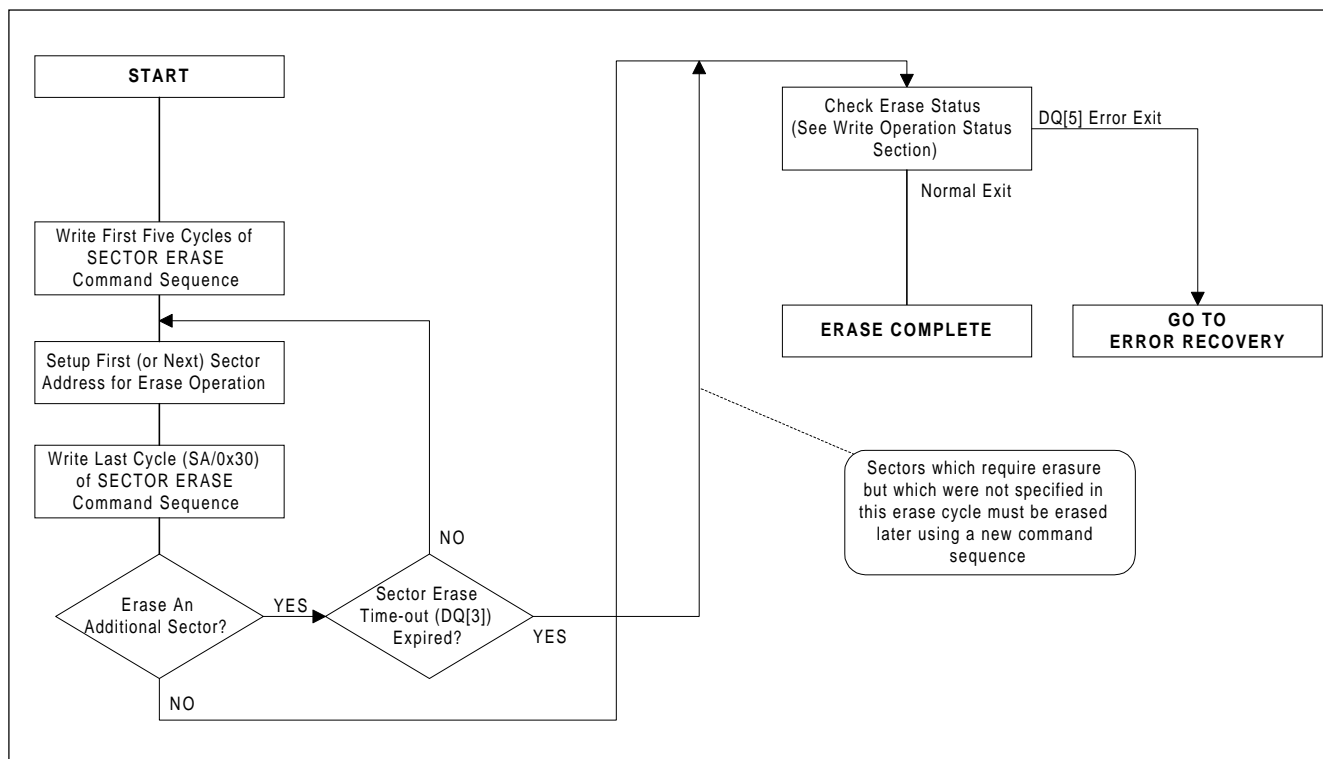 START
Write First Five Cycles of
SECTOR ERASE
Command Sequence
Setup First (or Next) Sector
Address for Erase Operation
Write Last Cycle (SA/0x30)
of SECTOR ERASE
Command Sequence
Erase An
Additional Sector?
YES
NO
Sector Erase
Time-out (DQ[3])
Expired?
NO
YES
Check Erase Status
(See Write Operation Status
Section)
DQ[5] Error Exit
Normal Exit
ERASE COMPLETE
GO TO
ERROR RECOVERY
Sectors which require erasure
but which were not specified in
this erase cycle must be erased
later using a new command
sequence